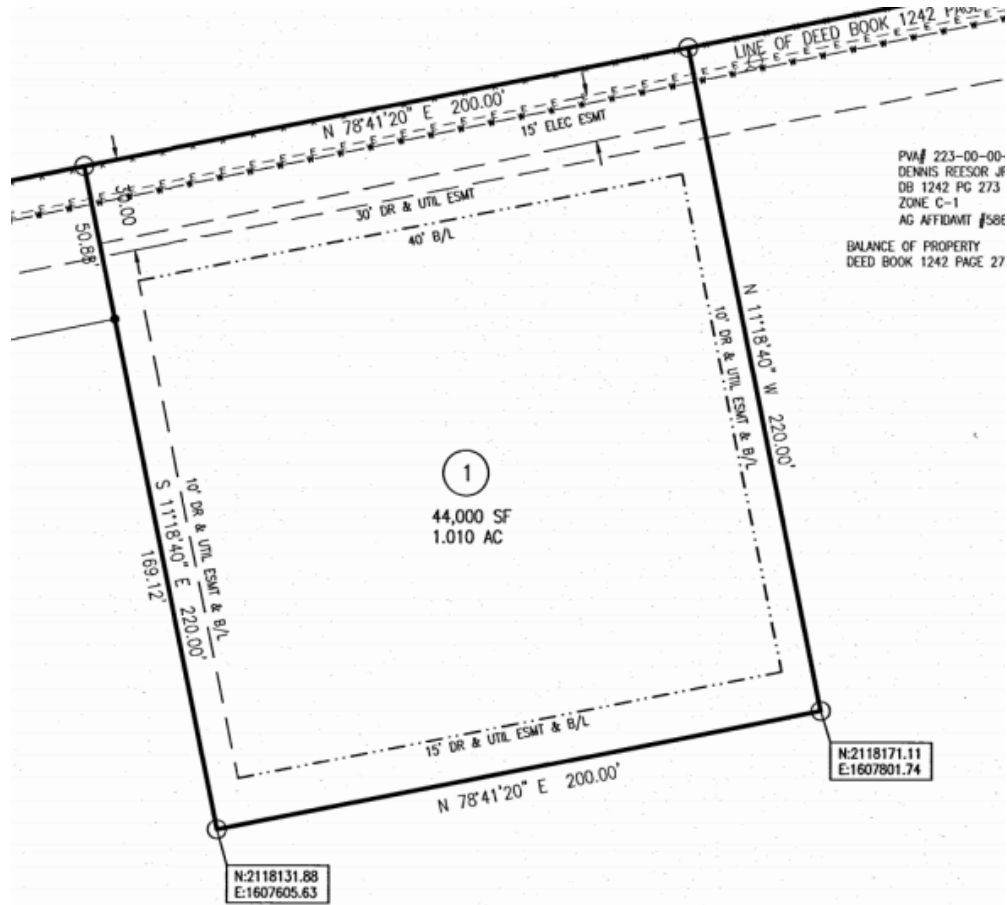 LINE OF DEED BOOK 1242
N 78°41'20" E 200.00'
15' ELEC ESMT
30' DR & UTIL ESMT
40' B/L
50.88'
PVA# 223-00-00-
DENNIS REESOR JR
DB 1242 PG 273
ZONE C-1
AG AFFIDAVIT #586
BALANCE OF PROPERTY
DEED BOOK 1242 PAGE 27
N 11°18'40" W 220.00'
10' DR & UTIL ESMT & B/L
1
44,000 SF
1.010 AC
10' DR & UTIL ESMT & B/L
S 11°18'40" E 220.00'
169.12'
15' DR & UTIL ESMT & B/L
N 78°41'20" E 200.00'
N:2118171.11
E:1607801.74
N:2118131.88
E:1607605.63